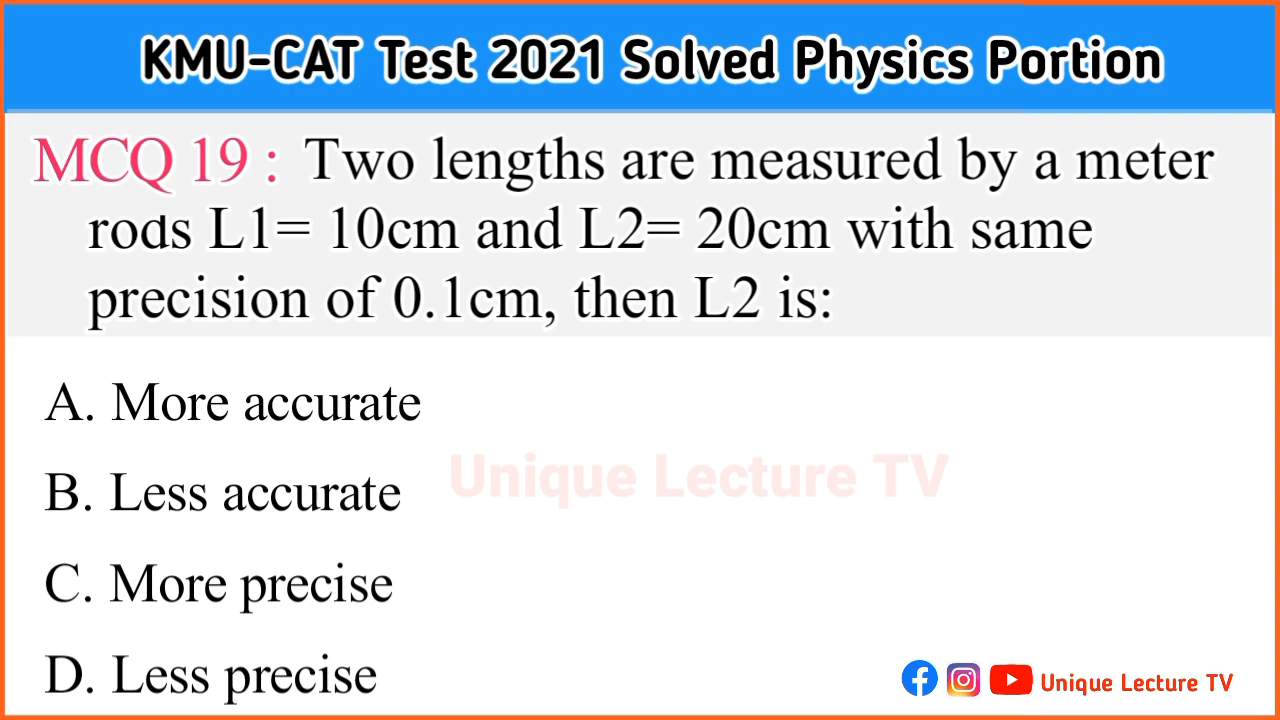 KMU-CAT Test 2021 Solved Physics Portion
MCQ 19 : Two lengths are measured by a meter
rods L1= 10cm and L2= 20cm with same
precision of 0.1cm, then L2 is:
A. More accurate
Unique Lecture TV
B. Less accurate
C. More precise
D. Less precise
Unique Lecture TV